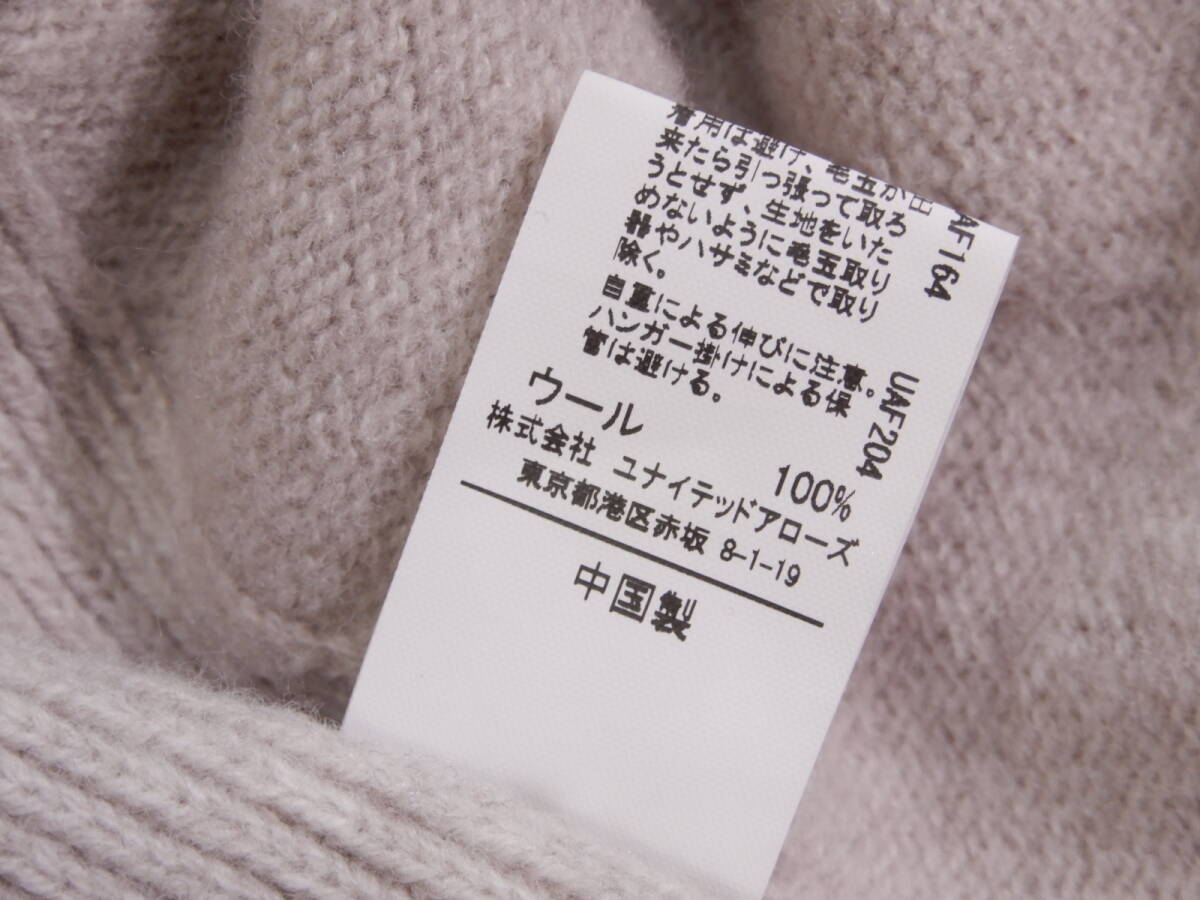 着用は避け、毛玉が出
来たら引っ張って取ろ
うとせず、生地をいた
めないように毛玉取り
器やハサミなどで取り
除く。
自重による伸びに注意。
ハンガー掛けによる保
管は避ける。
ウール 100%
株式会社 ユナイテッドアローズ
東京都港区赤坂 8-1-19
中国製
AF164
UAF204